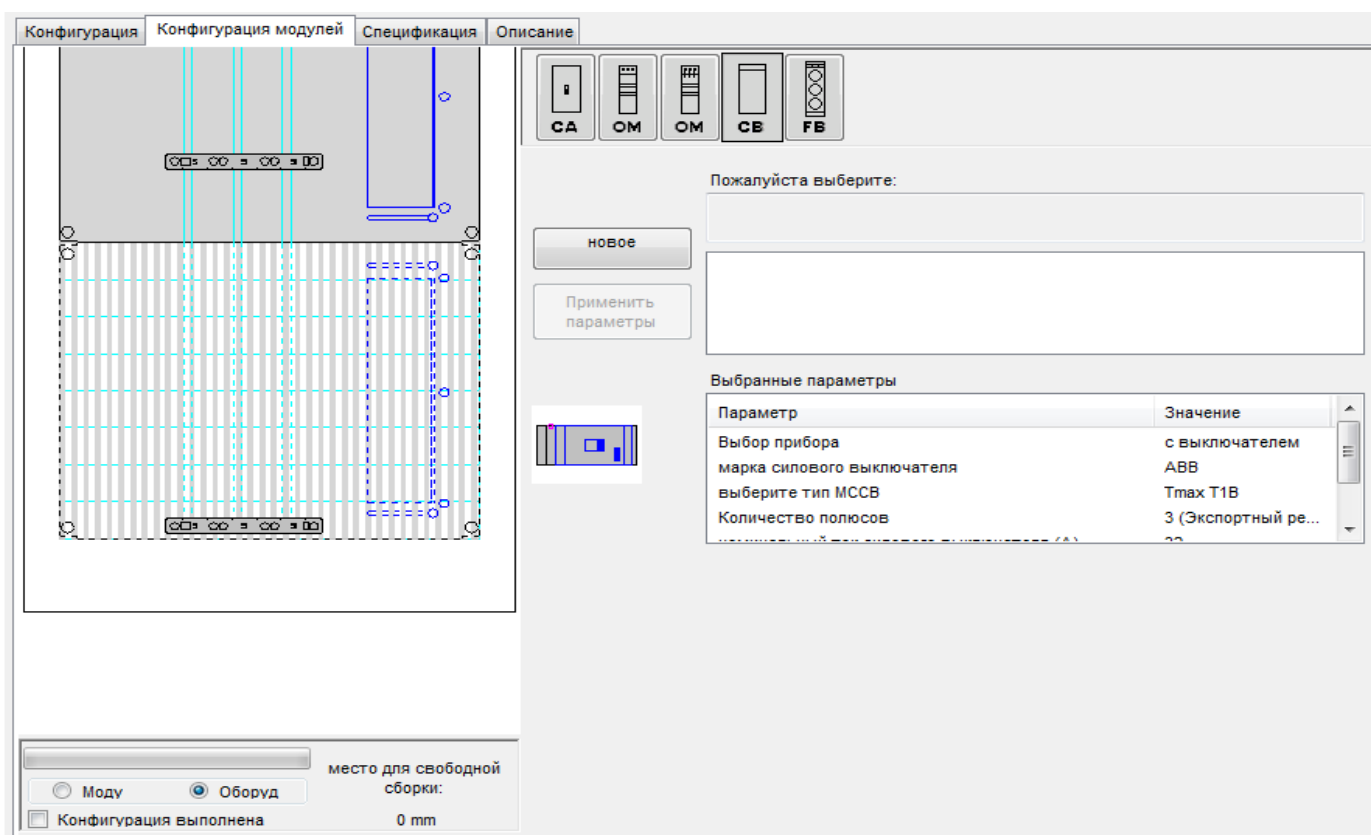 Конфигурация Конфигурация модулей Спецификация Описание
CA OM OM CB FB
Пожалуйста выберите:
новое
Применить
параметры
Выбранные параметры
Параметр Значение
Выбор прибора с выключателем
марка силового выключателя ABB
выберите тип MCCB Tmax T1B
Количество полюсов 3 (Экспортный ре...
место для свободной
сборки:
Моду Оборуд
Конфигурация выполнена 0 mm